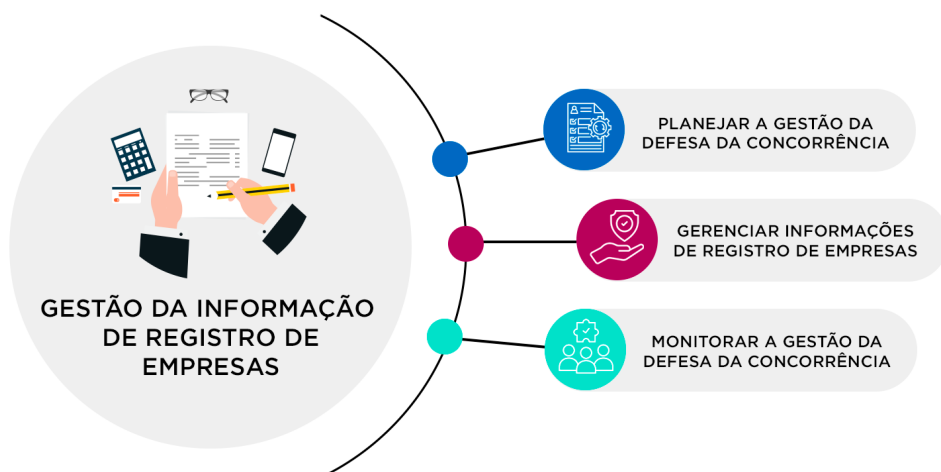 GESTÃO DA INFORMAÇÃO
DE REGISTRO DE
EMPRESAS
PLANEJAR A GESTÃO DA
DEFESA DA CONCORRÊNCIA
GERENCIAR INFORMAÇÕES
DE REGISTRO DE EMPRESAS
MONITORAR A GESTÃO DA
DEFESA DA CONCORRÊNCIA